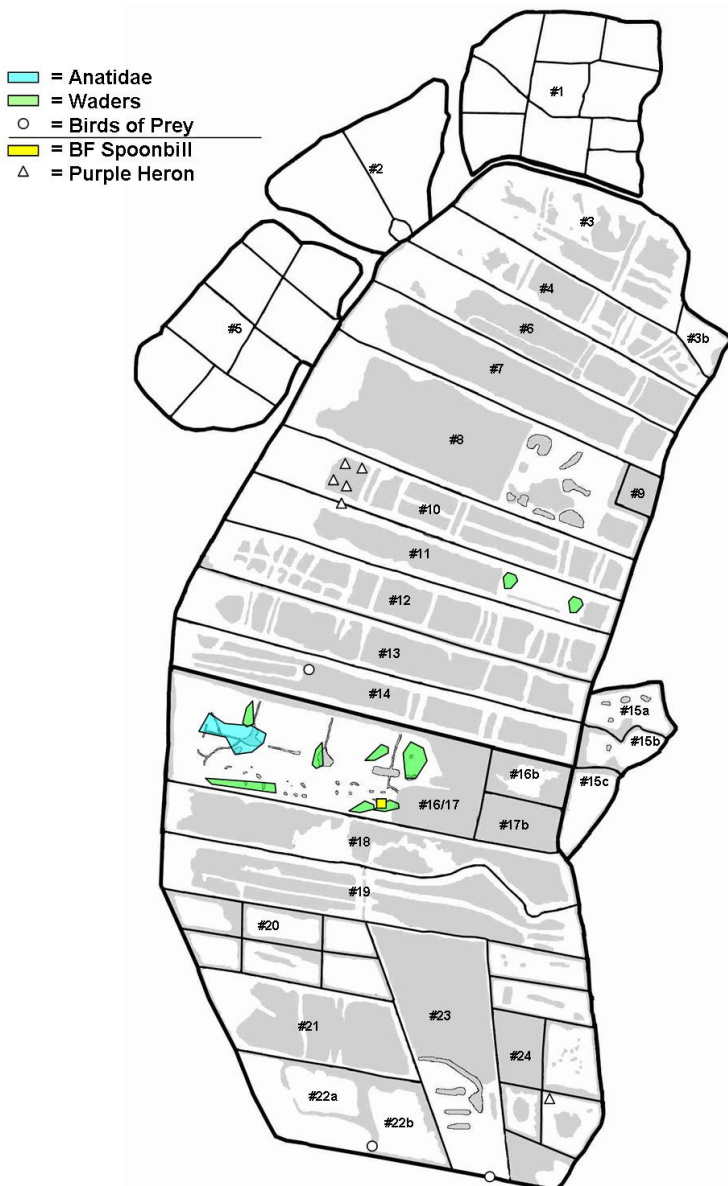 = Anatidae
= Waders
= Birds of Prey
= BF Spoonbill
= Purple Heron
#1
#2
#3
#4
#3b
#5
#6
#7
#8
#9
#10
#11
#12
#13
#14
#15a
#15b
#15c
#16b
#16/17
#17b
#18
#19
#20
#21
#23
#24
#22a
#22b